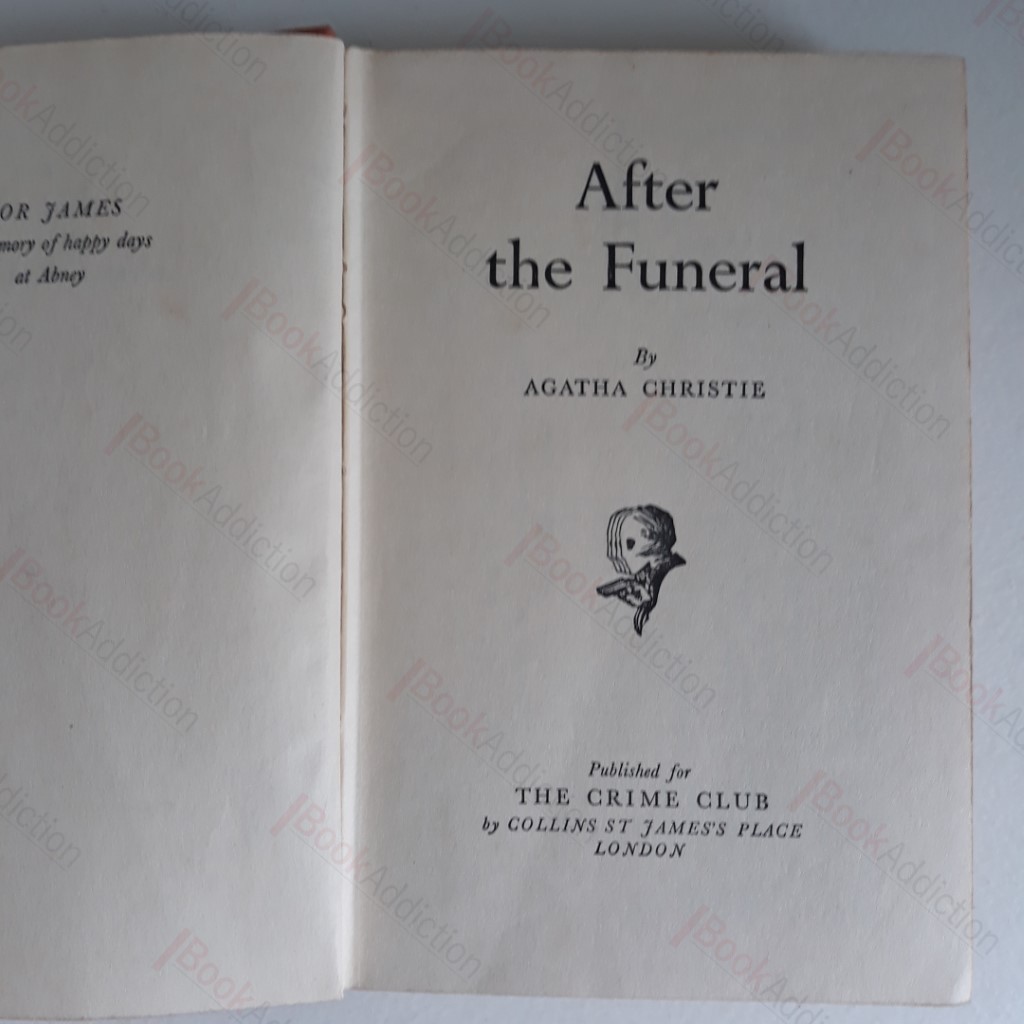 OR JAMES
mory of happy days
at Abney
After
the Funeral
By
AGATHA CHRISTIE
Published for
THE CRIME CLUB
by COLLINS ST JAMES'S PLACE
LONDON
BookAddiction